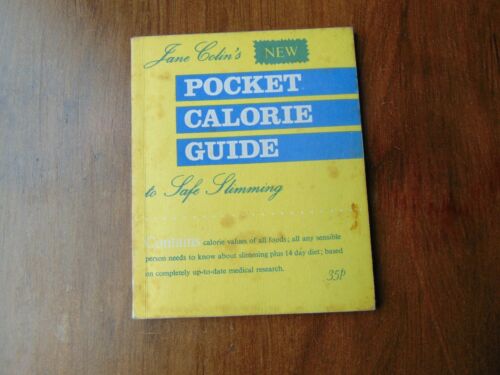 Jane Colin's NEW
POCKET
CALORIE
GUIDE
to Safe Slimming
Contains calorie values of all foods; all any sensible
person needs to know about slimming plus 14 day diet; based
on completely up-to-date medical research.
35p